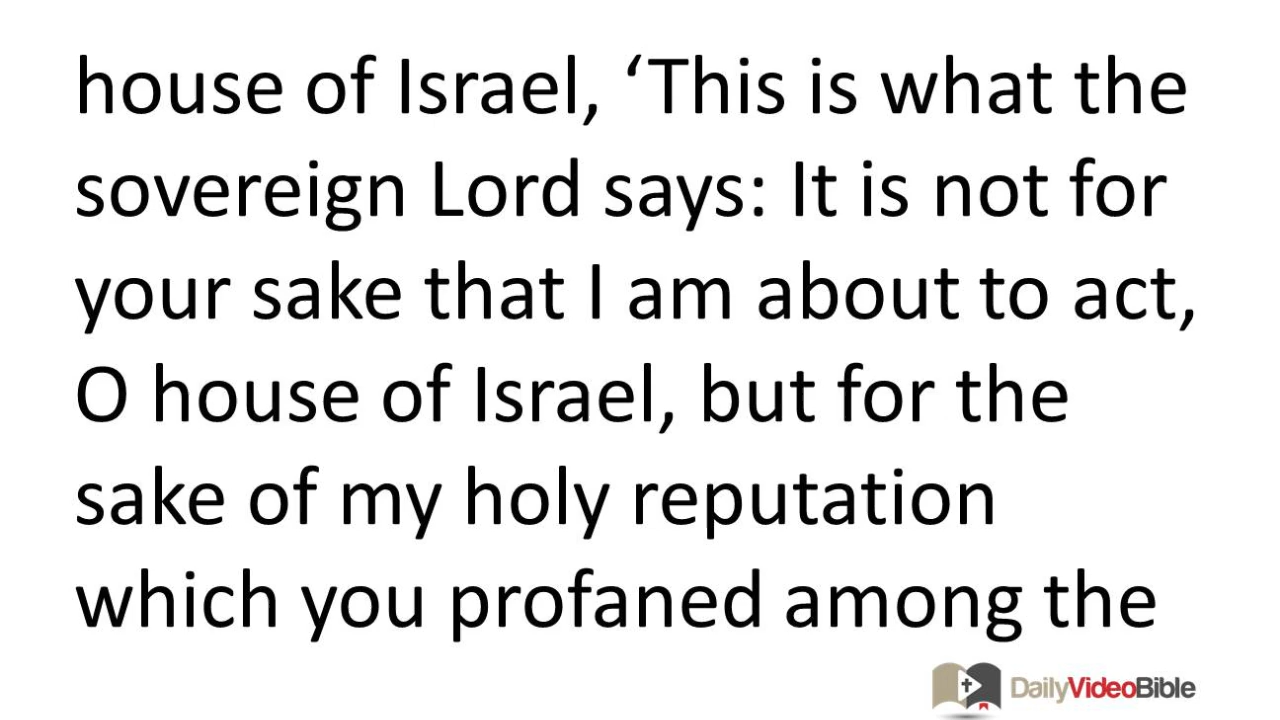 house of Israel, ‘This is what the
sovereign Lord says: It is not for
your sake that I am about to act,
O house of Israel, but for the
sake of my holy reputation
which you profaned among the
DailyVideoBible